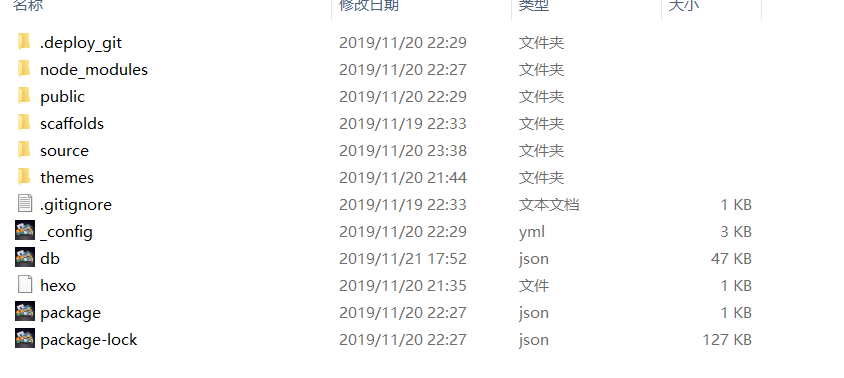 名称 修改日期 类型 大小
.deploy_git 2019/11/20 22:29 文件夹
node_modules 2019/11/20 22:27 文件夹
public 2019/11/20 22:29 文件夹
scaffolds 2019/11/19 22:33 文件夹
source 2019/11/20 23:38 文件夹
themes 2019/11/20 21:44 文件夹
.gitignore 2019/11/19 22:33 文本文档 1 KB
_config 2019/11/20 22:29 yml 3 KB
db 2019/11/21 17:52 json 47 KB
hexo 2019/11/20 21:35 文件 1 KB
package 2019/11/20 22:27 json 1 KB
package-lock 2019/11/20 22:27 json 127 KB